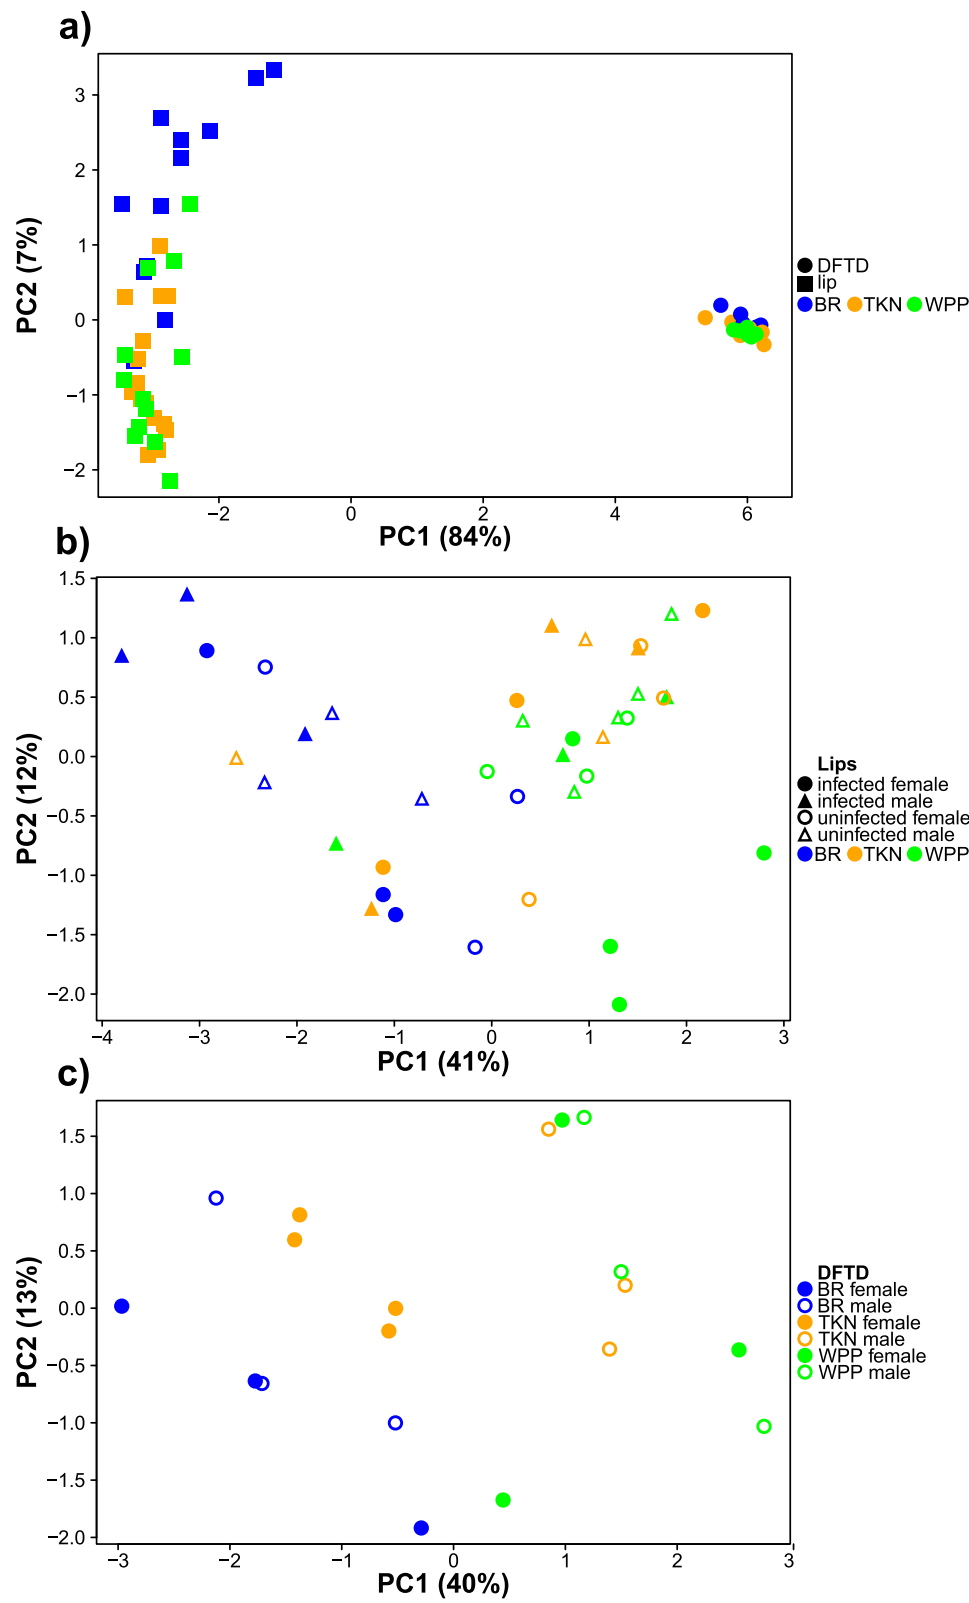 a)
3
2
1
0
−1
−2
PC2 (7%)
−2 0 2 4 6
PC1 (84%)
DFTD
lip
BR TKN WPP
b)
1.5
1.0
0.5
0.0
−0.5
−1.0
−1.5
−2.0
PC2 (12%)
−4 −3 −2 −1 0 1 2 3
PC1 (41%)
Lips
infected female
infected male
uninfected female
uninfected male
BR TKN WPP
c)
1.5
1.0
0.5
0.0
−0.5
−1.0
−1.5
−2.0
PC2 (13%)
−3 −2 −1 0 1 2 3
PC1 (40%)
DFTD
BR female
BR male
TKN female
TKN male
WPP female
WPP male